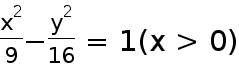 x²/9 − y²/16 = 1(x > 0)